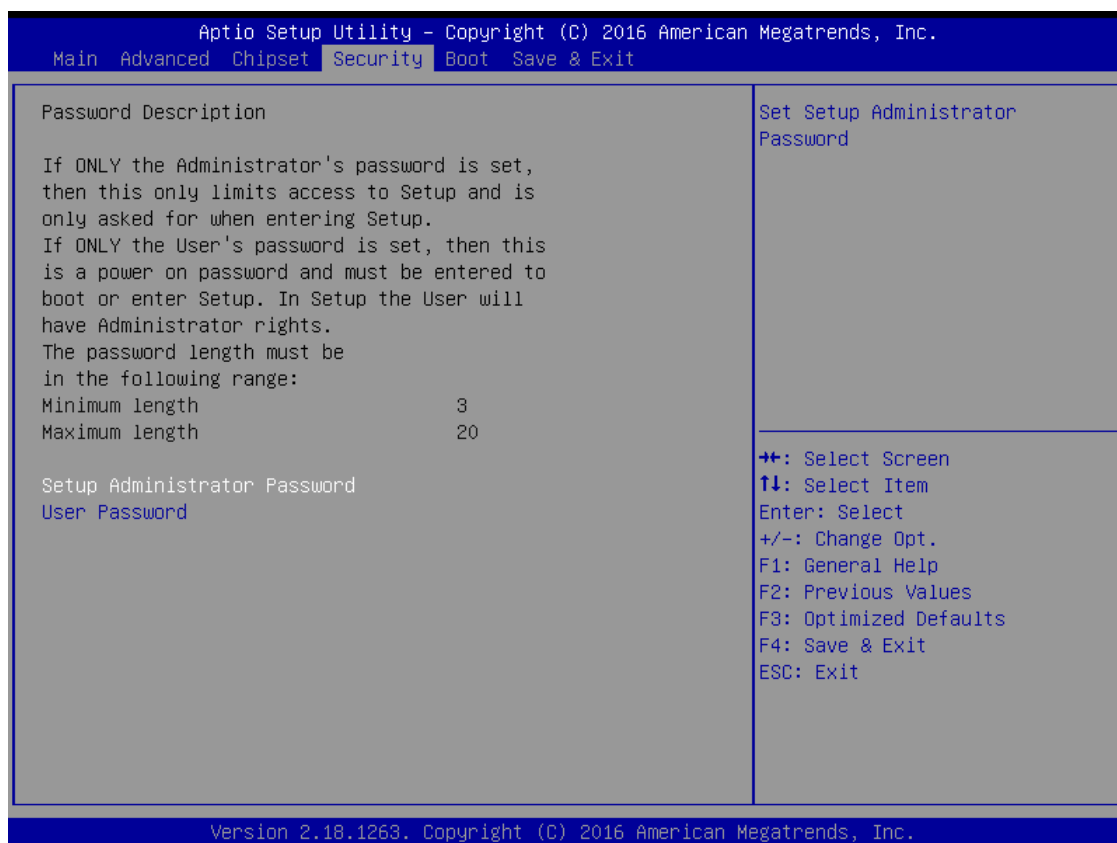 Aptio Setup Utility – Copyright (C) 2016 American Megatrends, Inc.
Main Advanced Chipset Security Boot Save & Exit
Password Description
If ONLY the Administrator's password is set,
then this only limits access to Setup and is
only asked for when entering Setup.
If ONLY the User's password is set, then this
is a power on password and must be entered to
boot or enter Setup. In Setup the User will
have Administrator rights.
The password length must be
in the following range:
Minimum length 3
Maximum length 20
Setup Administrator Password
User Password
Set Setup Administrator
Password
→←: Select Screen
↑↓: Select Item
Enter: Select
+/-: Change Opt.
F1: General Help
F2: Previous Values
F3: Optimized Defaults
F4: Save & Exit
ESC: Exit
Version 2.18.1263. Copyright (C) 2016 American Megatrends, Inc.